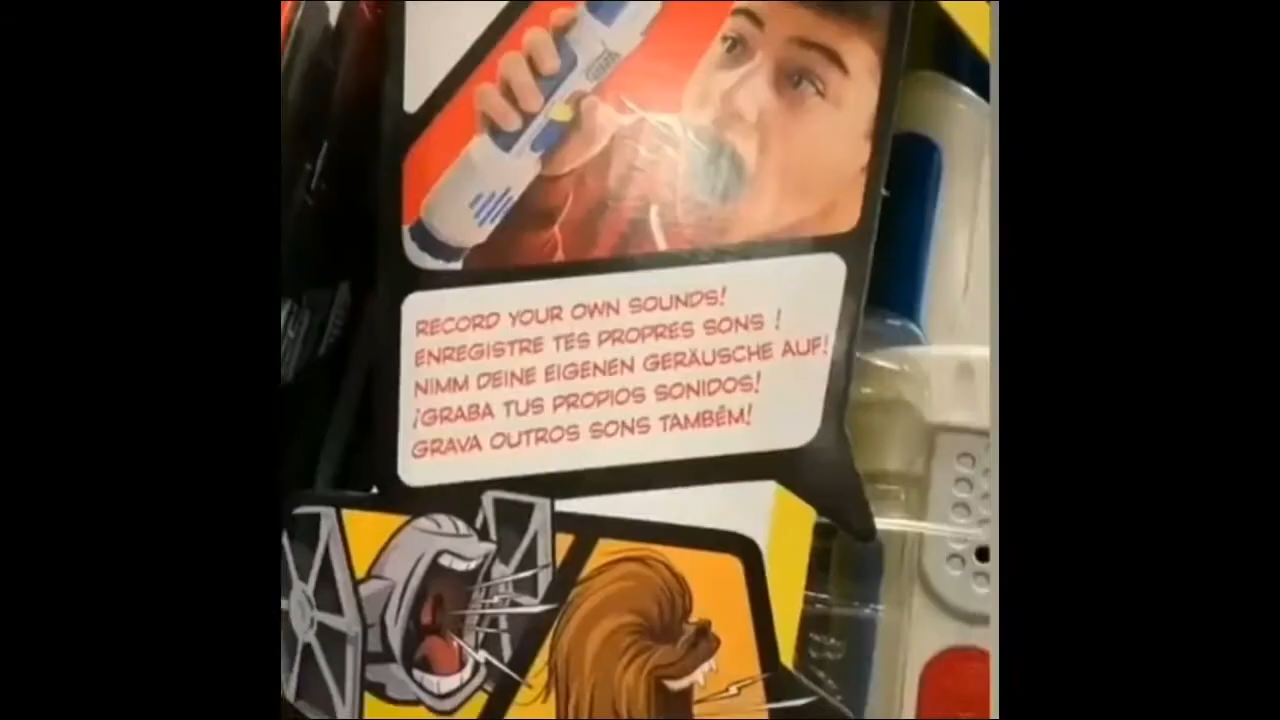 RECORD YOUR OWN SOUNDS!
ENREGISTRE TES PROPRES SONS !
NIMM DEINE EIGENEN GERÄUSCHE AUF!
¡GRABA TUS PROPIOS SONIDOS!
GRAVA OUTROS SONS TAMBÉM!